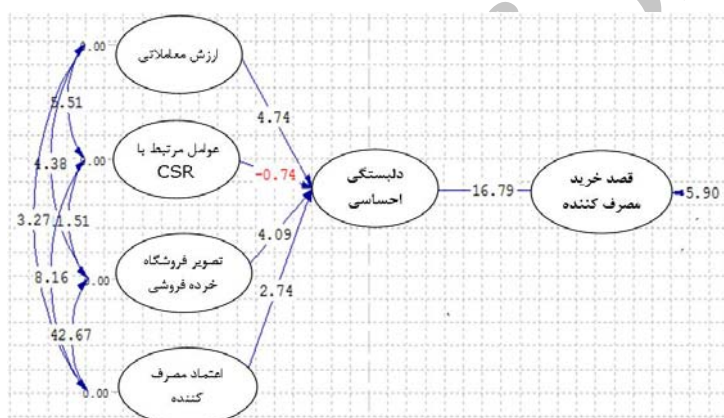 0.00
ارزش معاملاتی
5.51
4.74
0.00
عوامل مرتبط با
CSR
4.38
-0.74
دلبستگی
احساسی
16.79
قصد خرید
مصرف کننده
5.90
3.27
1.51
4.09
تصویر فروشگاه
خرده فروشی
8.16
0.00
2.74
42.67
اعتماد مصرف
کننده
0.00